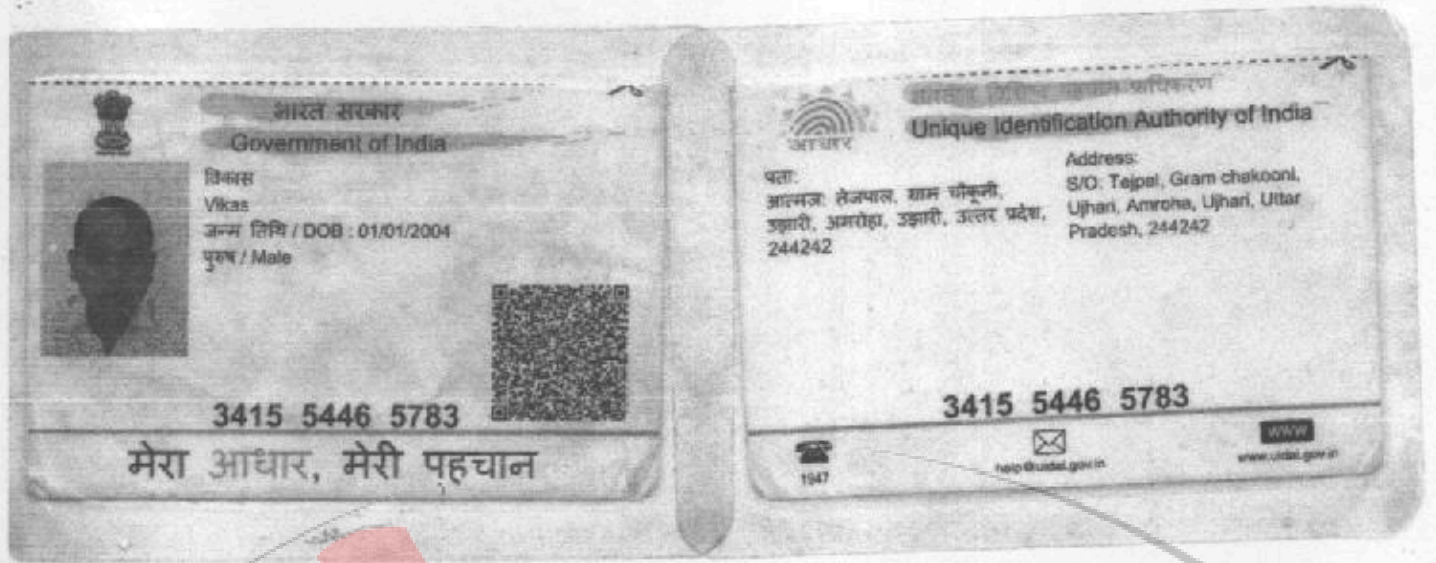 भारत सरकार
Government of India
विकास
Vikas
जन्म तिथि / DOB : 01/01/2004
पुरुष / Male
3415 5446 5783
मेरा आधार, मेरी पहचान
भारतीय विशिष्ट पहचान प्राधिकरण
Unique Identification Authority of India
आधार
पता:
आत्मज: तेजपाल, ग्राम चौकूनी,
उझारी, अमरोहा, उझारी, उत्तर प्रदेश,
244242
Address:
S/O: Tejpal, Gram chakooni,
Ujhari, Amroha, Ujhari, Uttar
Pradesh, 244242
3415 5446 5783
1947
help@uidai.gov.in
WWW
www.uidai.gov.in